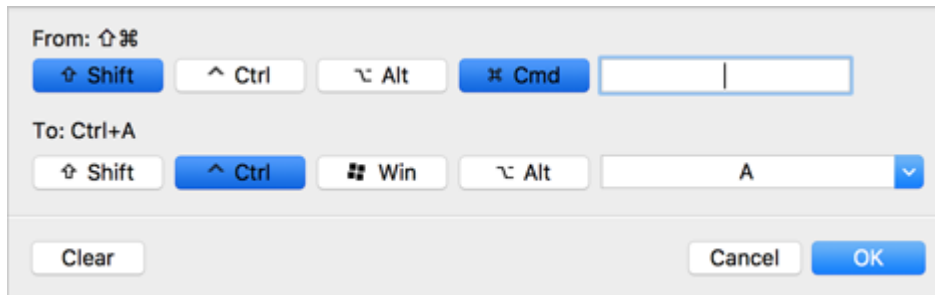 From: ⇧⌘
⇧ Shift ^ Ctrl ⌥ Alt ⌘ Cmd
To: Ctrl+A
⇧ Shift ^ Ctrl Win ⌥ Alt A
Clear Cancel OK